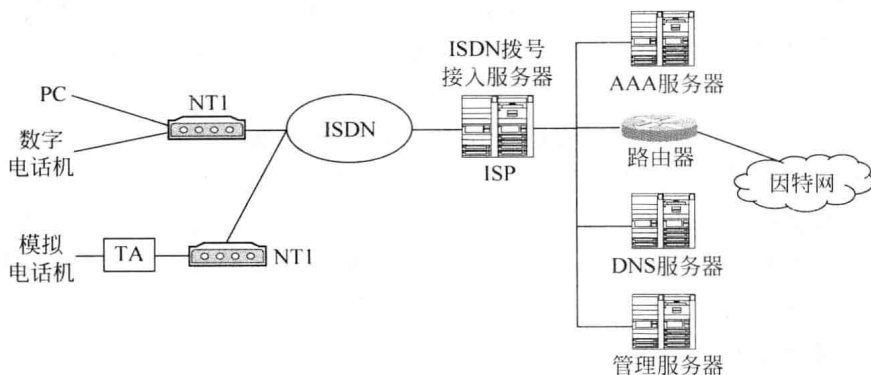 PC
数字
电话机
NT1
模拟
电话机
TA
NT1
ISDN
ISDN拨号
接入服务器
ISP
AAA服务器
路由器
因特网
DNS服务器
管理服务器